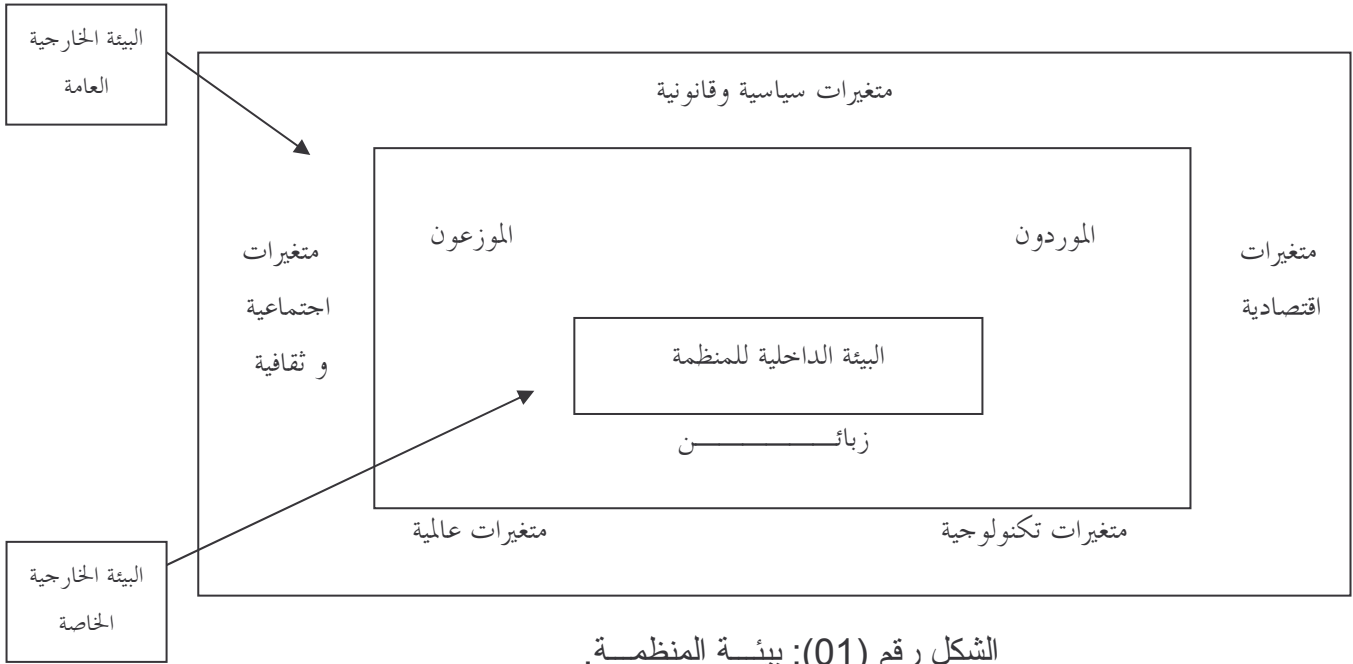 البيئة الخارجية
العامة
متغيرات سياسية وقانونية
الموردون
الموزعون
متغيرات
اقتصادية
متغيرات
اجتماعية
و ثقافية
البيئة الداخلية للمنظمة
زبائـــــــــــــن
متغيرات تكنولوجية
متغيرات عالمية
البيئة الخارجية
الخاصة
الشكل رقم (01): بيئـــة المنظمـــة.